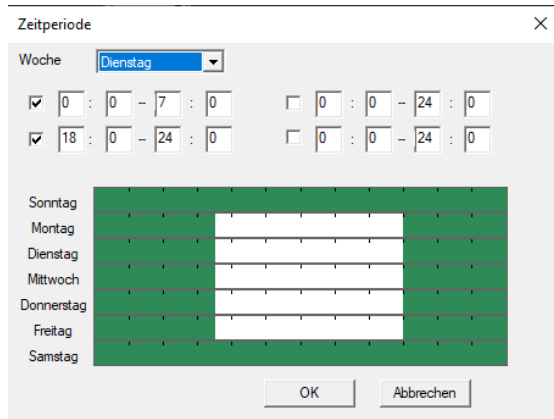 Zeitperiode
Woche Dienstag
0 : 0 -- 7 : 0 0 : 0 -- 24 : 0
18 : 0 -- 24 : 0 0 : 0 -- 24 : 0
Sonntag
Montag
Dienstag
Mittwoch
Donnerstag
Freitag
Samstag
OK Abbrechen